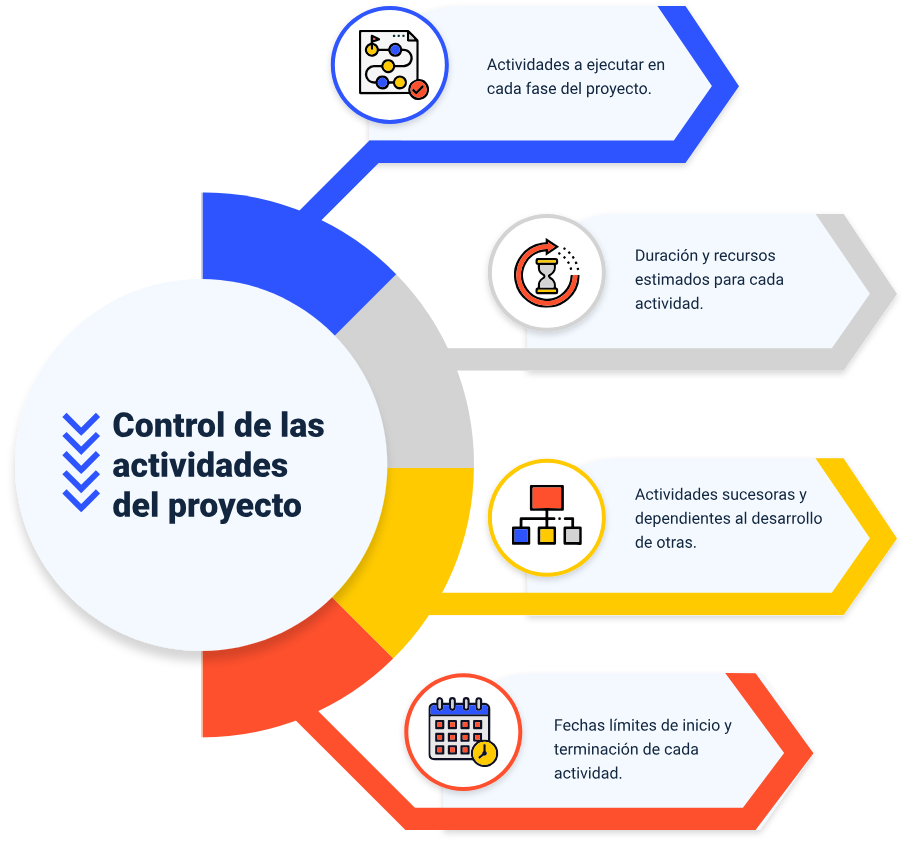 Actividades a ejecutar en
cada fase del proyecto.
Duración y recursos
estimados para cada
actividad.
Control de las
actividades
del proyecto
Actividades sucesoras y
dependientes al desarrollo
de otras.
Fechas límites de inicio y
terminación de cada
actividad.